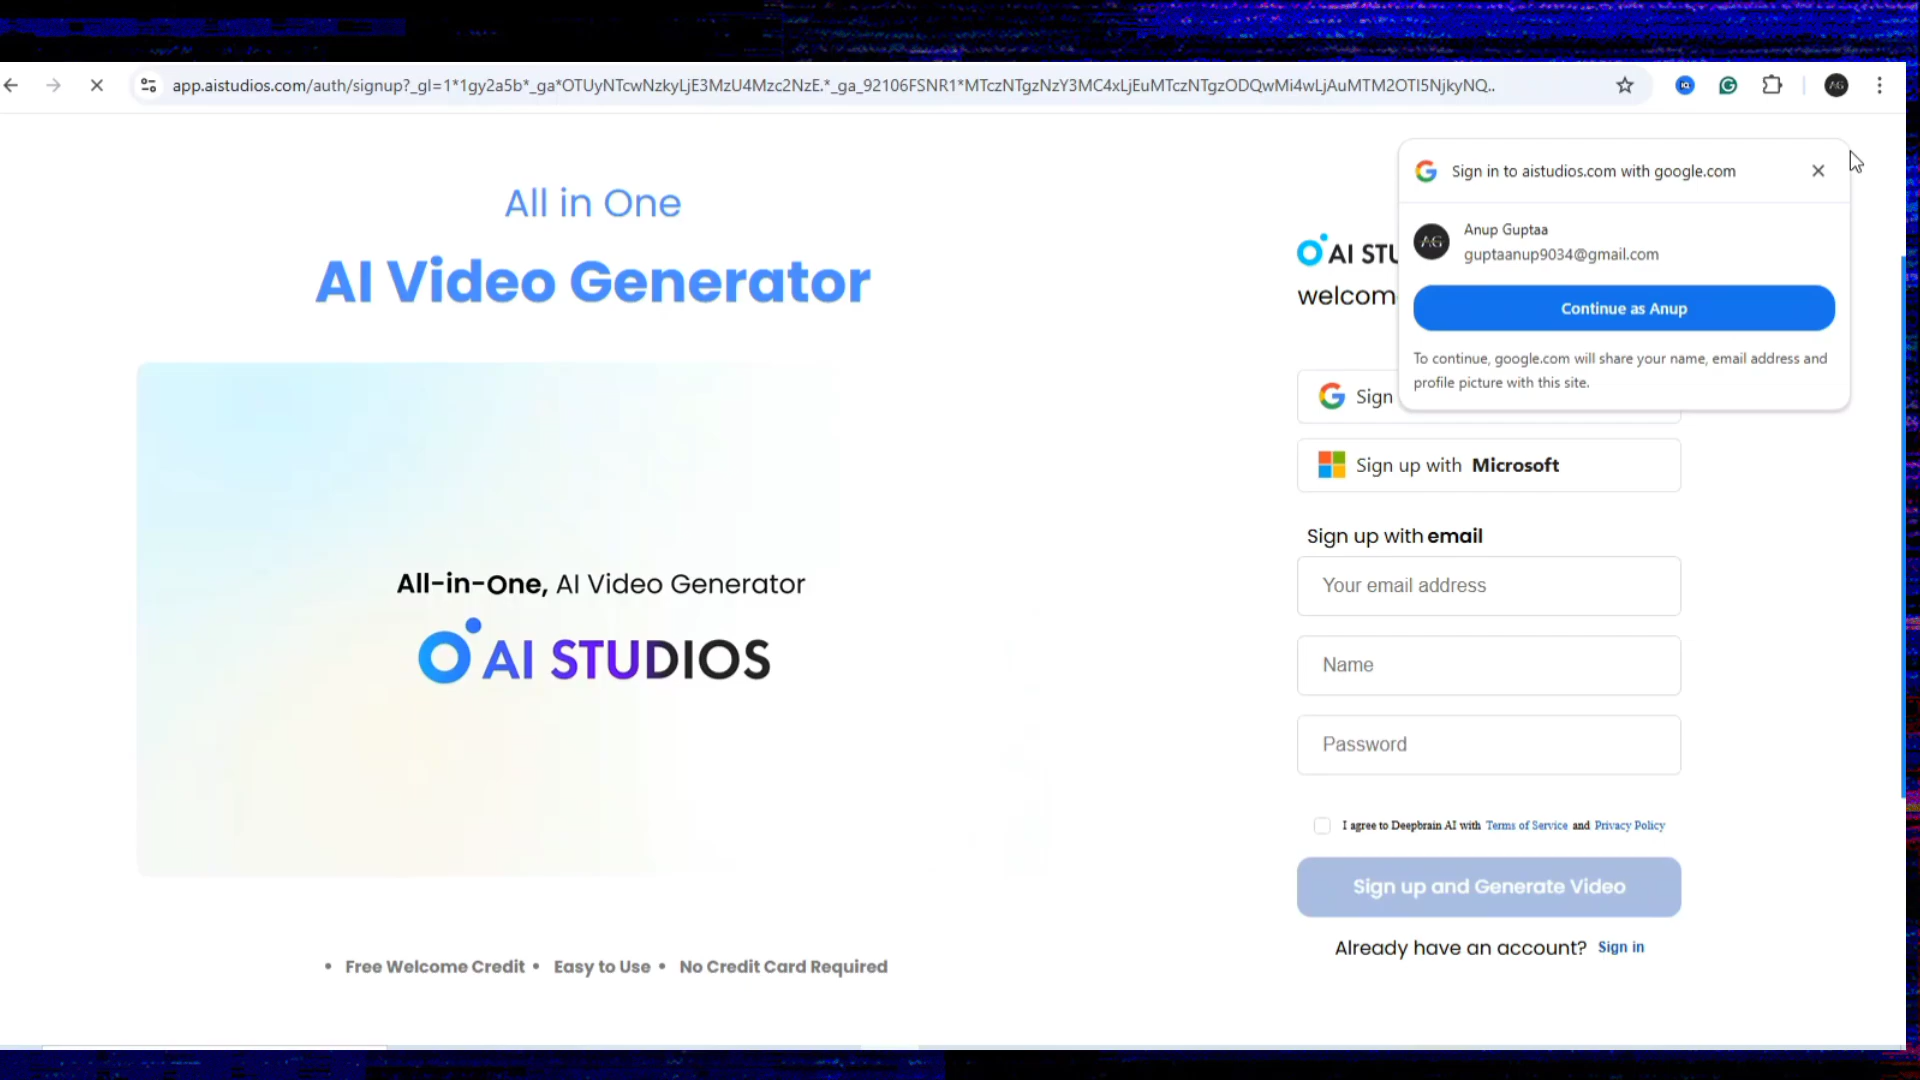 app.aistudios.com/auth/signup?_gl=1*1gy2a5b*_ga*OTUyNTcwNzkyLjE3MzU4Mzc2NzE.*_ga_92106FSNR1*MTczNTgzNzY3MC4xLjEuMTczNTgzODQwMi4wLjAuMTM2OTI5NjkyNQ..
AG
All in One
AI Video Generator
All-in-One, AI Video Generator
AI STUDIOS
• Free Welcome Credit • Easy to Use • No Credit Card Required
Sign in to aistudios.com with google.com
AG
Anup Guptaa
guptaanup9034@gmail.com
Continue as Anup
To continue, google.com will share your name, email address and
profile picture with this site.
AI STU
welcom
Sign
Sign up with Microsoft
Sign up with email
Your email address
Name
Password
I agree to Deepbrain AI with Terms of Service and Privacy Policy
Sign up and Generate Video
Already have an account? Sign in